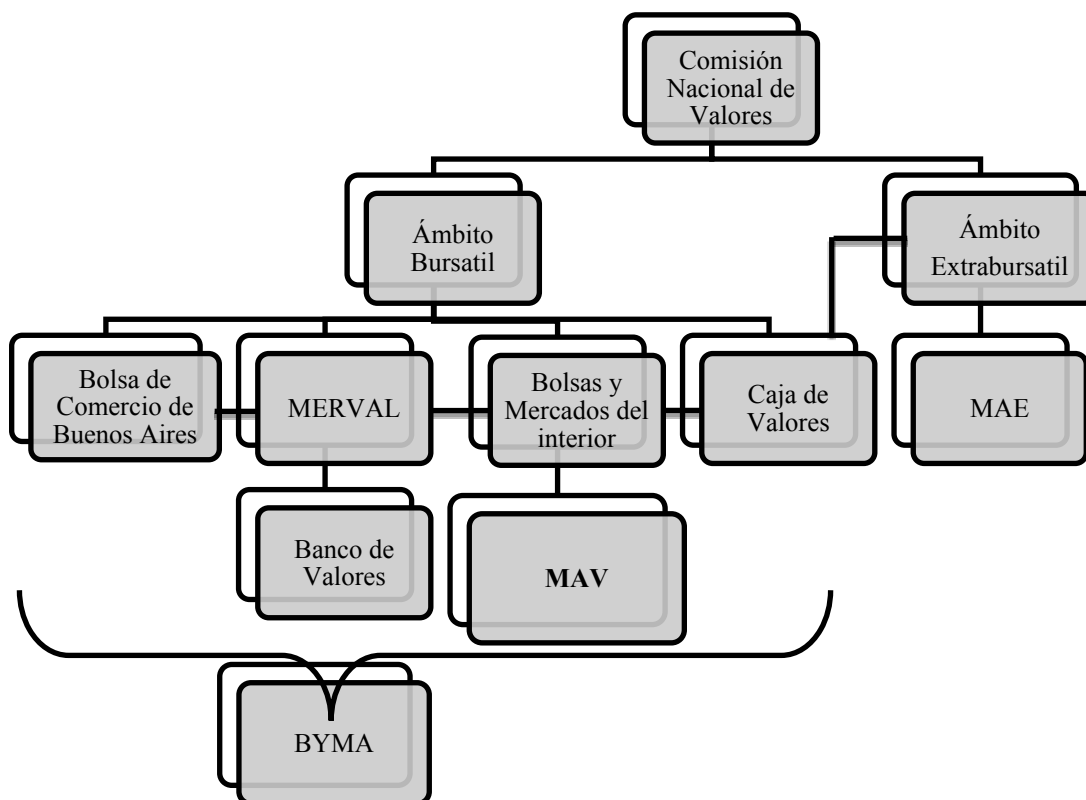 Comisión
Nacional de
Valores
Ámbito
Bursatil
Ámbito
Extrabursatil
Bolsa de
Comercio de
Buenos Aires
MERVAL
Bolsas y
Mercados del
interior
Caja de
Valores
MAE
Banco de
Valores
MAV
BYMA